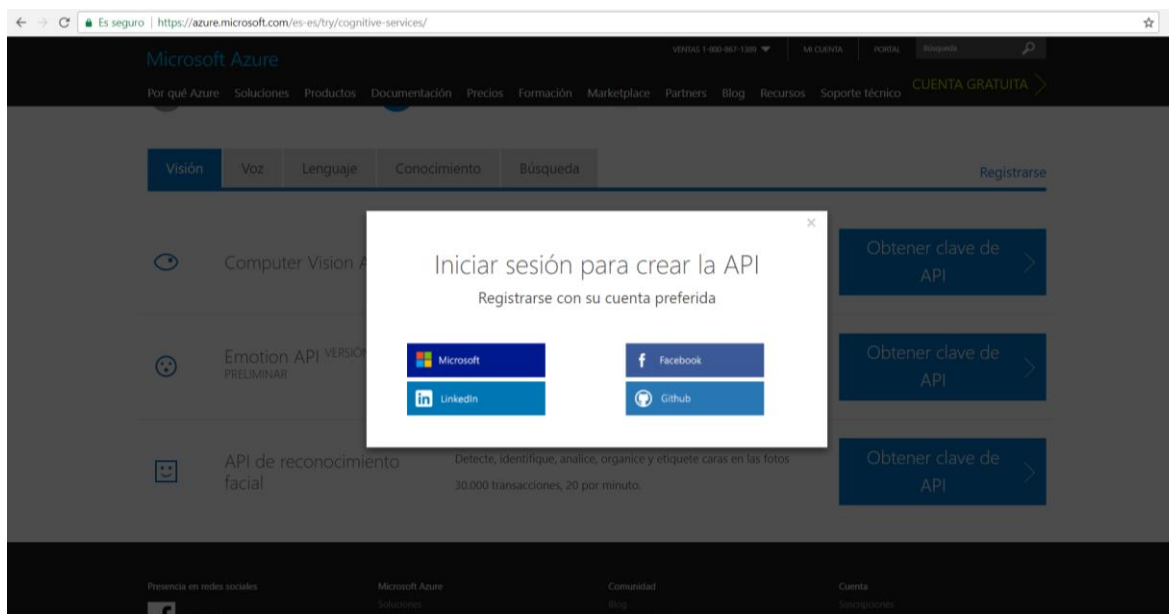 Es seguro | https://azure.microsoft.com/es-es/try/cognitive-services/
Microsoft Azure
VENTAS 1-800-867-1389 MI CUENTA PORTAL Búsqueda
Por qué Azure Soluciones Productos Documentación Precios Formación Marketplace Partners Blog Recursos Soporte técnico CUENTA GRATUITA
Visión Voz Lenguaje Conocimiento Búsqueda Registrarse
×
Iniciar sesión para crear la API
Registrarse con su cuenta preferida
Microsoft
Facebook
LinkedIn
Github
Computer Vision A
Obtener clave de
API
Emotion API VERSIÓN
PRELIMINAR
Obtener clave de
API
API de reconocimiento
facial
Detecte, identifique, analice, organice y etiquete caras en las fotos
30.000 transacciones, 20 por minuto.
Obtener clave de
API
Presencia en redes sociales Microsoft Azure Comunidad Cuenta
Soluciones Blog Suscripciones